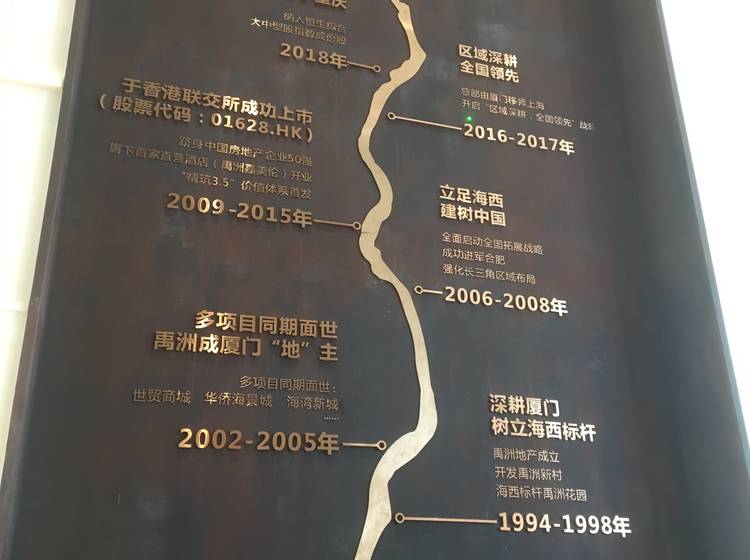 重庆
纳入恒生综合
大中型股指数成份股
2018年
区域深耕
全国领先
总部由厦门移师上海
开启“区域深耕，全国领先”战
2016-2017年
于香港联交所成功上市
（股票代码：01628.HK）
跻身中国房地产企业50强
旗下首家直营酒店（禹洲嘉美伦）开业
“精筑3.5”价值体系首发
2009-2015年
立足海西
建树中国
全面启动全国拓展战略
成功进军合肥
强化长三角区域布局
2006-2008年
多项目同期面世
禹洲成厦门“地”主
多项目同期面世：
世贸商城 华侨海景城 海湾新城
......
2002-2005年
深耕厦门
树立海西标杆
禹洲地产成立
开发禹洲新村
海西标杆禹洲花园
1994-1998年